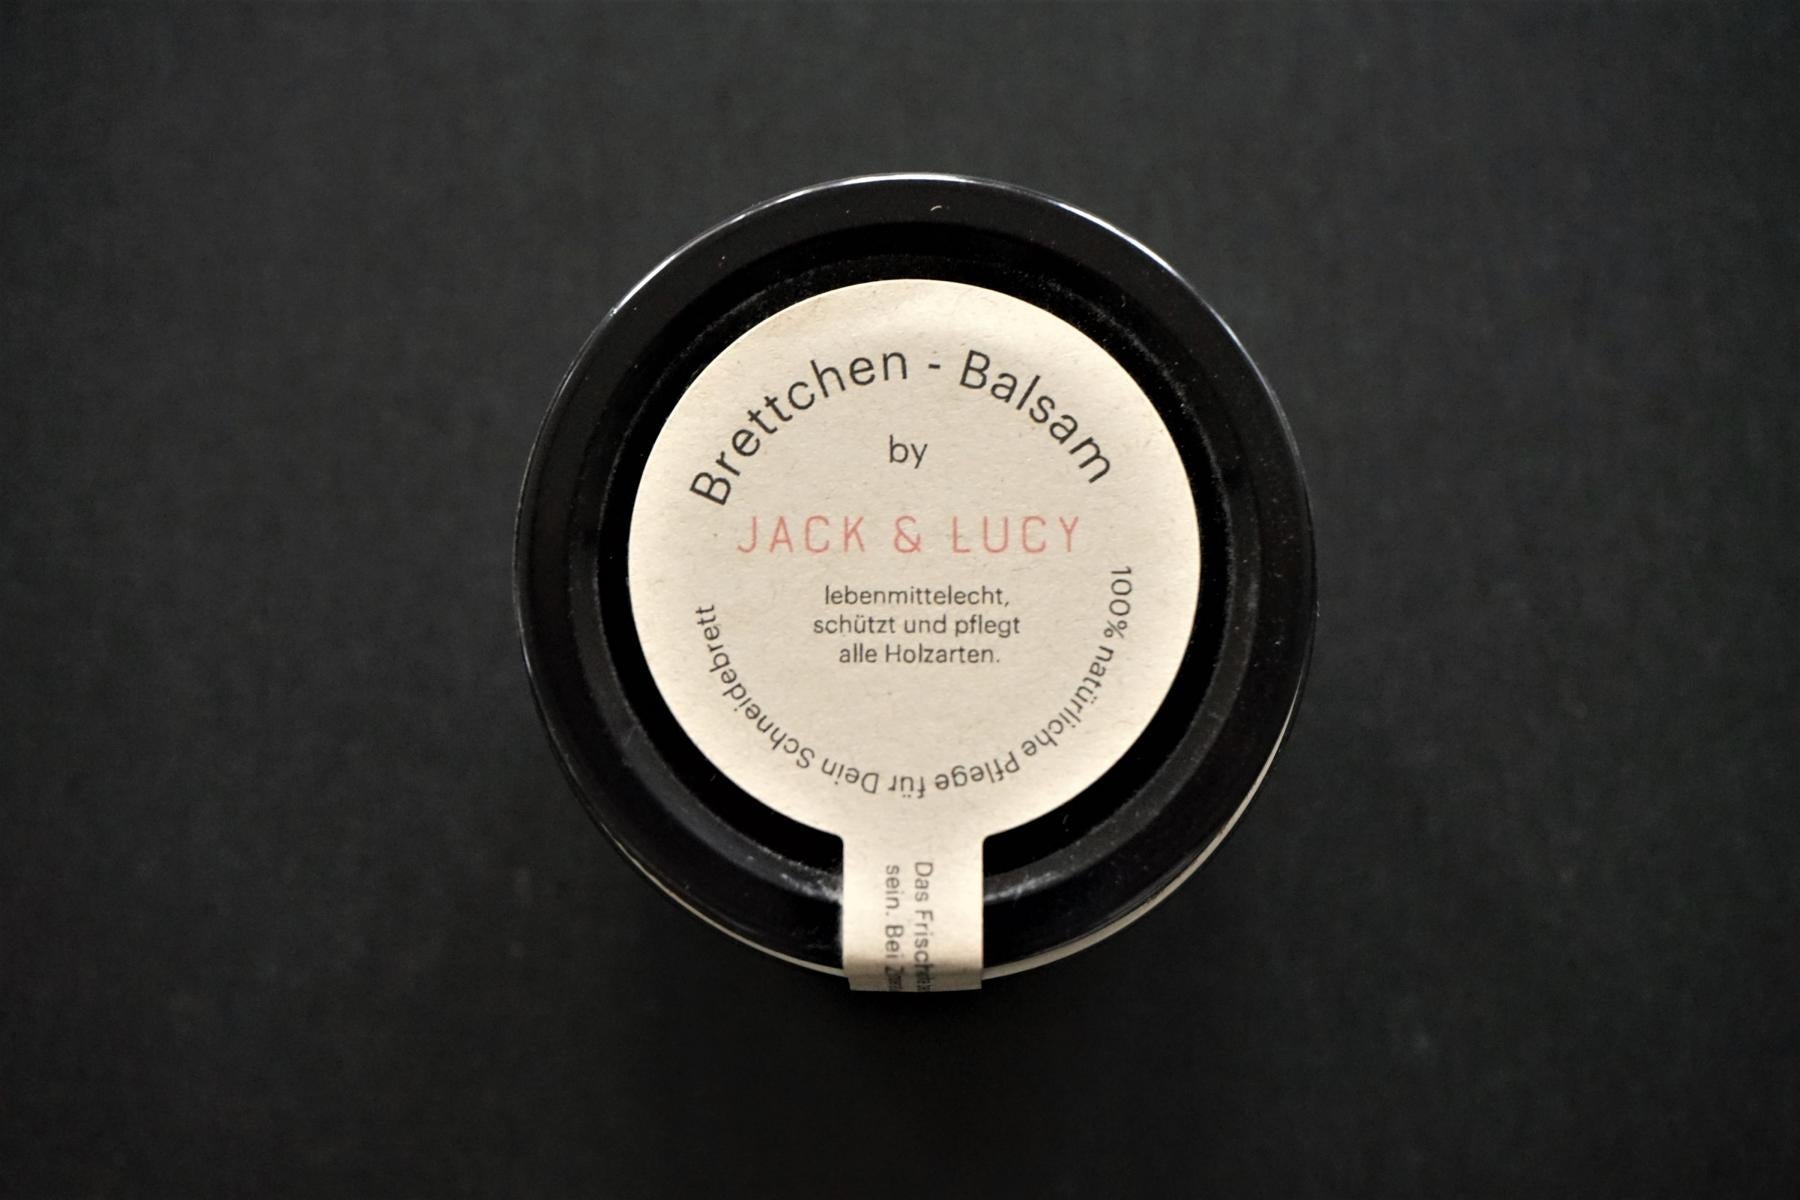 Brettchen - Balsam
by
JACK & LUCY
lebenmittelecht,
schützt und pflegt
alle Holzarten.
100% natürliche Pflege für Dein Schneidebrett
Das
sein. Bei